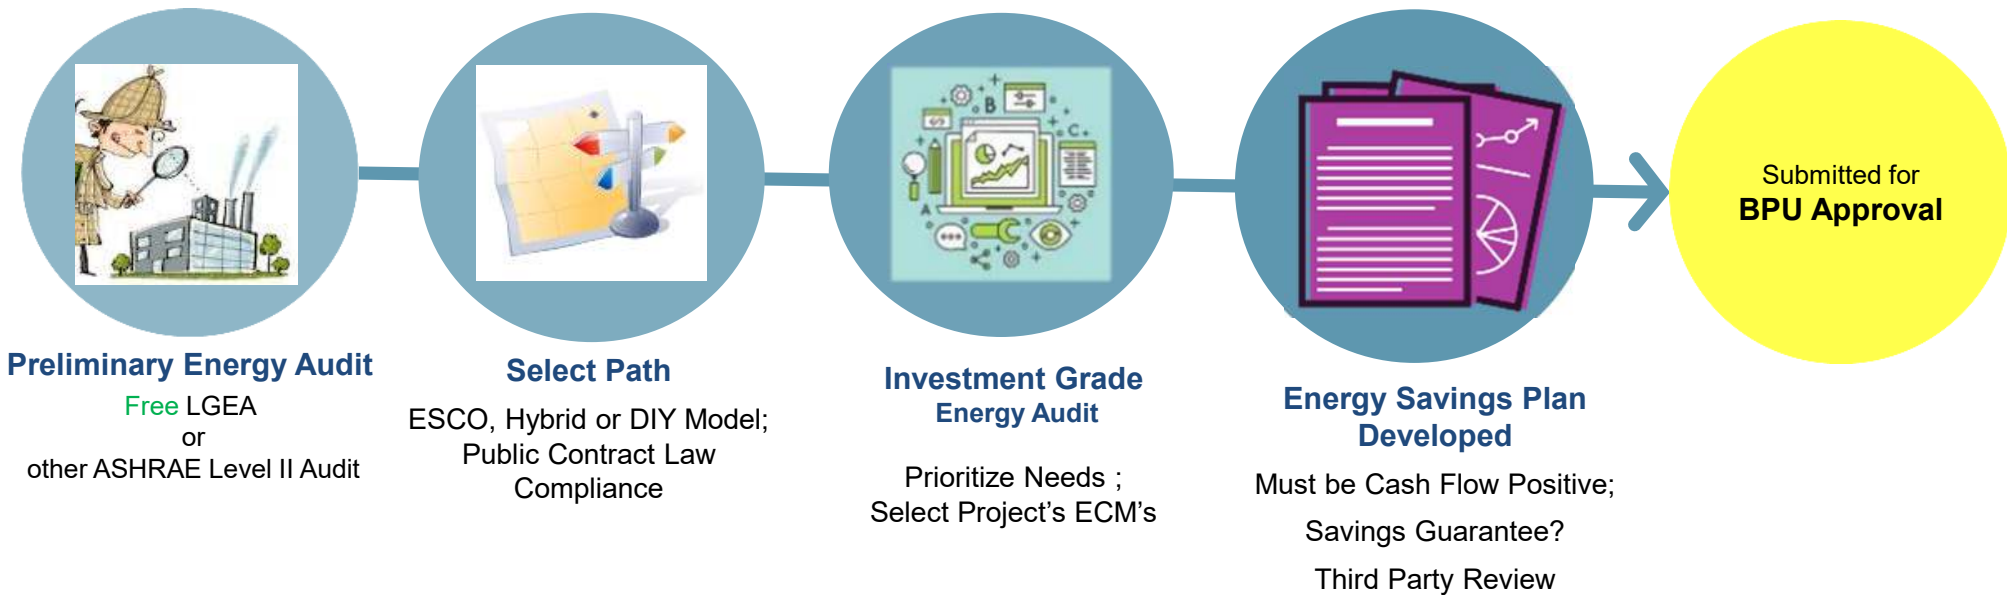 Preliminary Energy Audit
Free LGEA
or
other ASHRAE Level II Audit
Select Path
ESCO, Hybrid or DIY Model;
Public Contract Law
Compliance
B
C
A
Investment Grade
Energy Audit
Prioritize Needs ;
Select Project’s ECM’s
Energy Savings Plan
Developed
Must be Cash Flow Positive;
Savings Guarantee?
Third Party Review
Submitted for
BPU Approval